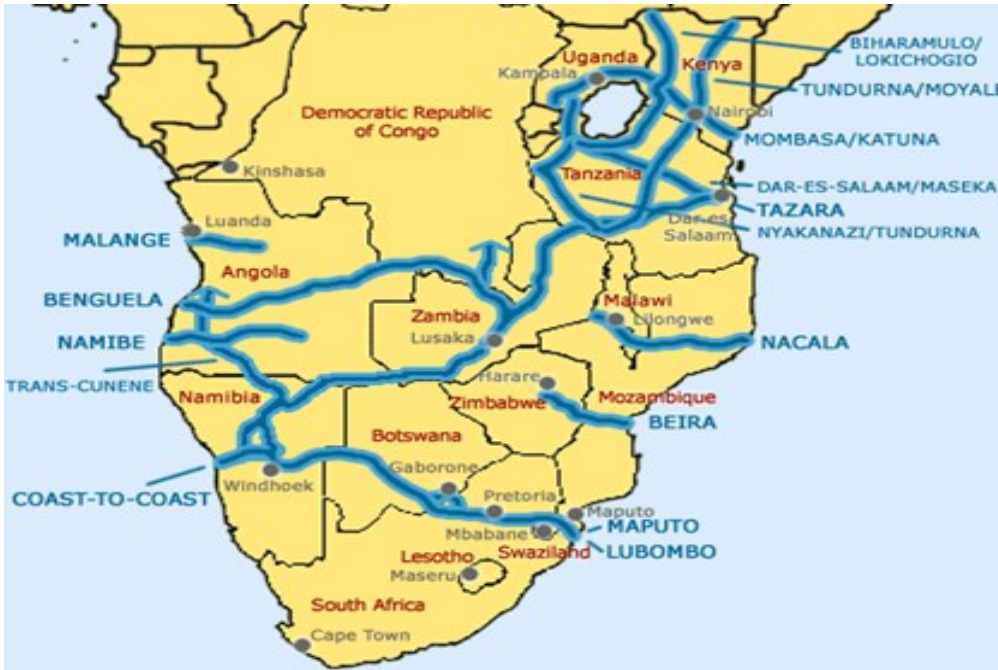 BIHARAMULO/
LOKICHOGIO
Uganda
Kenya
Kampala
TUNDURNA/MOYALE
Democratic Republic
of Congo
Nairobi
MOMBASA/KATUNA
Kinshasa
Tanzania
DAR-ES-SALAAM/MASEKA
TAZARA
Dar-es
Salaam
NYAKANAZI/TUNDURNA
Luanda
MALANGE
Angola
BENGUELA
Malawi
Zambia
Lilongwe
NAMIBE
Lusaka
NACALA
TRANS-CUNENE
Harare
Namibia
Zimbabwe
Mozambique
BEIRA
Botswana
Gaborone
Windhoek
COAST-TO-COAST
Pretoria
Maputo
MAPUTO
Mbabane
LUBOMBO
Swaziland
Lesotho
Maseru
South Africa
Cape Town